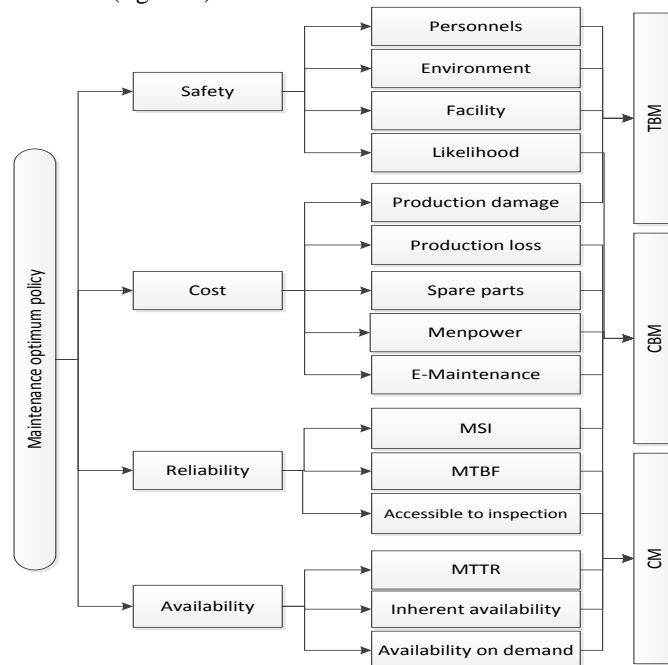 Personnels
Environment
Safety
Facility
Likelihood
TBM
Maintenance optimum policy
Production damage
Production loss
Cost
Spare parts
Menpower
E-Maintenance
CBM
MSI
Reliability
MTBF
Accessible to inspection
MTTR
Availability
Inherent availability
Availability on demand
CM